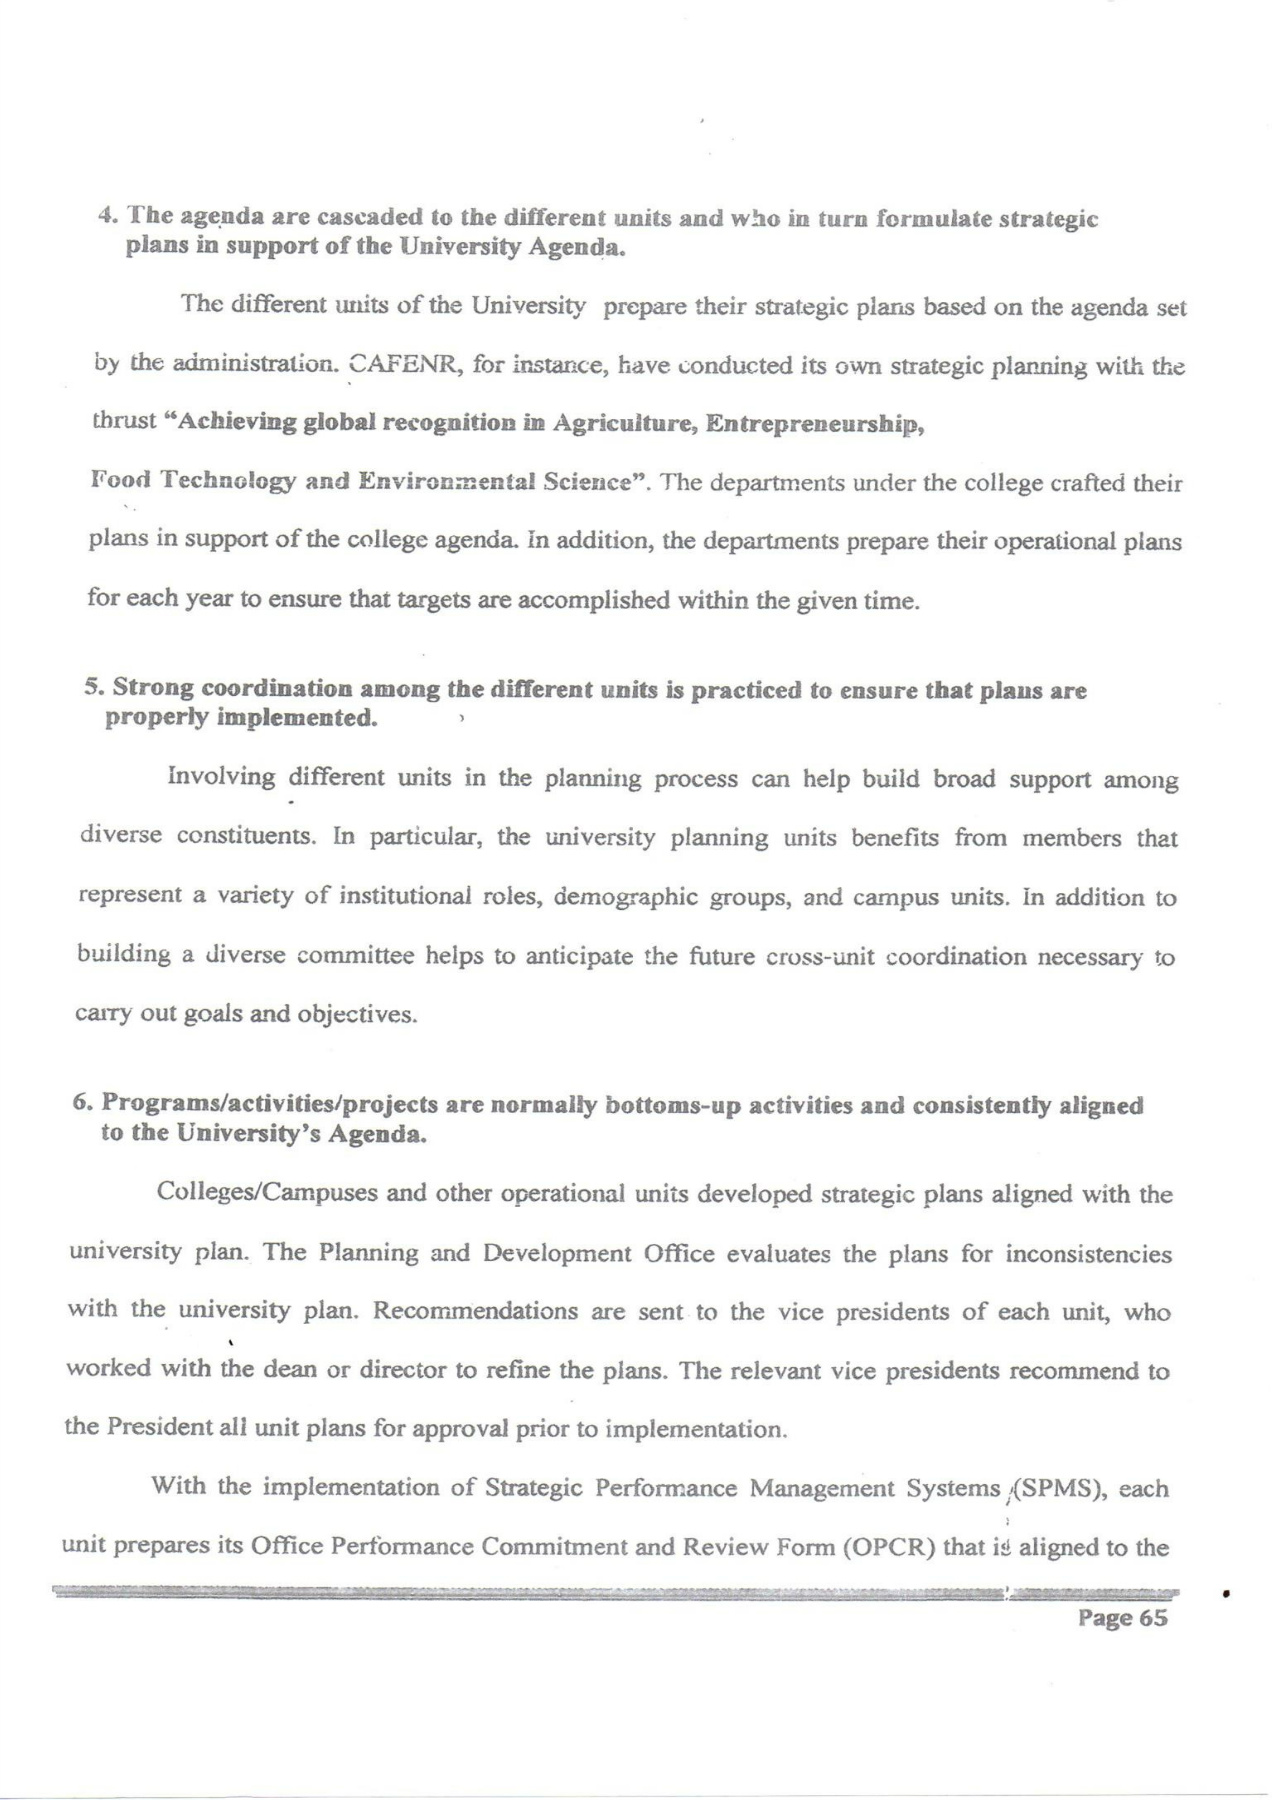 4. The agenda are cascaded to the different units and who in turn formulate strategic
plans in support of the University Agenda.
The different units of the University prepare their strategic plans based on the agenda set
by the administration. CAFENR, for instance, have conducted its own strategic planning with the
thrust “Achieving global recognition in Agriculture, Entrepreneurship,
Food Technology and Environmental Science”. The departments under the college crafted their
plans in support of the college agenda. In addition, the departments prepare their operational plans
for each year to ensure that targets are accomplished within the given time.
5. Strong coordination among the different units is practiced to ensure that plans are
properly implemented.
Involving different units in the planning process can help build broad support among
diverse constituents. In particular, the university planning units benefits from members that
represent a variety of institutional roles, demographic groups, and campus units. In addition to
building a diverse committee helps to anticipate the future cross-unit coordination necessary to
carry out goals and objectives.
6. Programs/activities/projects are normally bottoms-up activities and consistently aligned
to the University’s Agenda.
Colleges/Campuses and other operational units developed strategic plans aligned with the
university plan. The Planning and Development Office evaluates the plans for inconsistencies
with the university plan. Recommendations are sent to the vice presidents of each unit, who
worked with the dean or director to refine the plans. The relevant vice presidents recommend to
the President all unit plans for approval prior to implementation.
With the implementation of Strategic Performance Management Systems (SPMS), each
unit prepares its Office Performance Commitment and Review Form (OPCR) that is aligned to the
Page 65